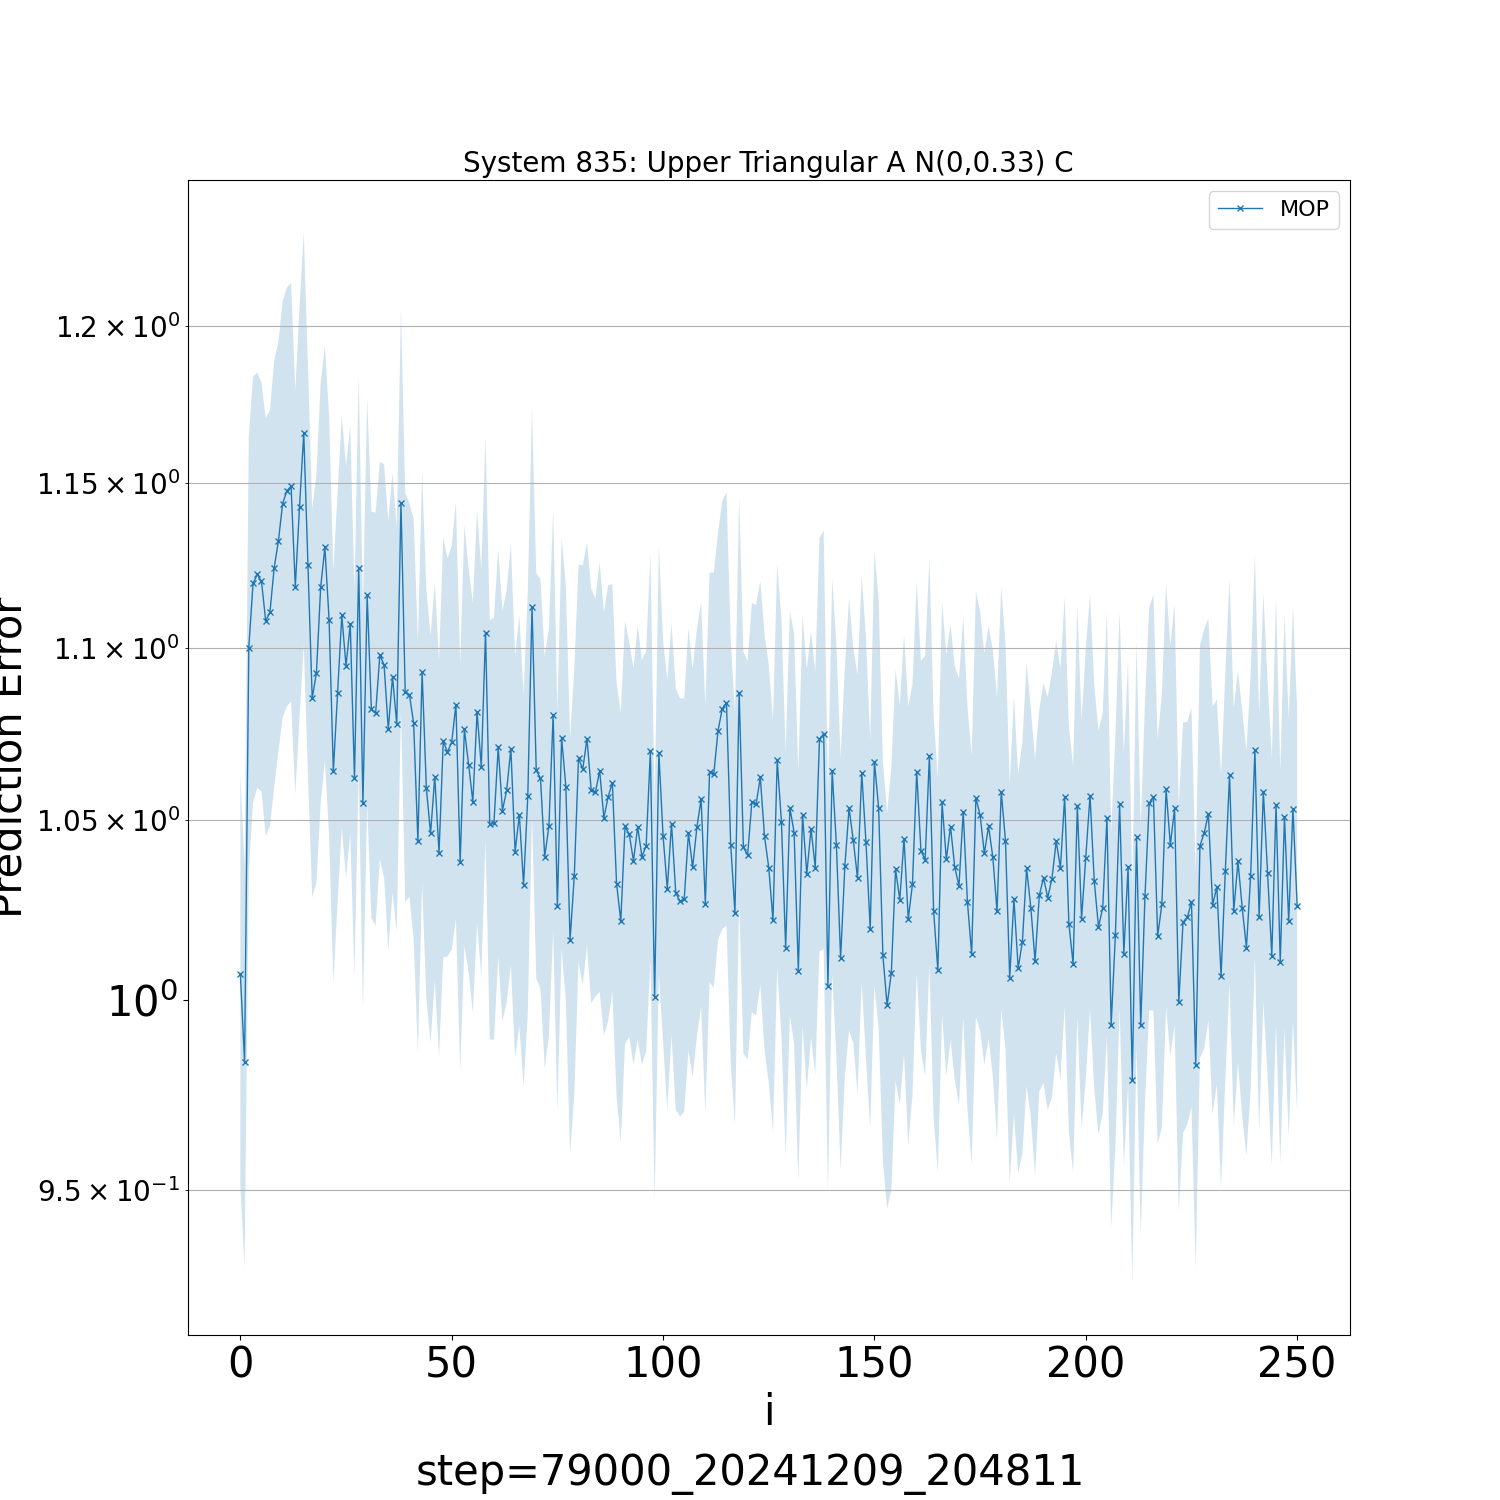 System 835: Upper Triangular A N(0,0.33) C
MOP
1.2 × 10⁰
1.15 × 10⁰
1.1 × 10⁰
1.05 × 10⁰
10⁰
9.5 × 10⁻¹
Prediction Error
0 50 100 150 200 250
i
step=79000_20241209_204811